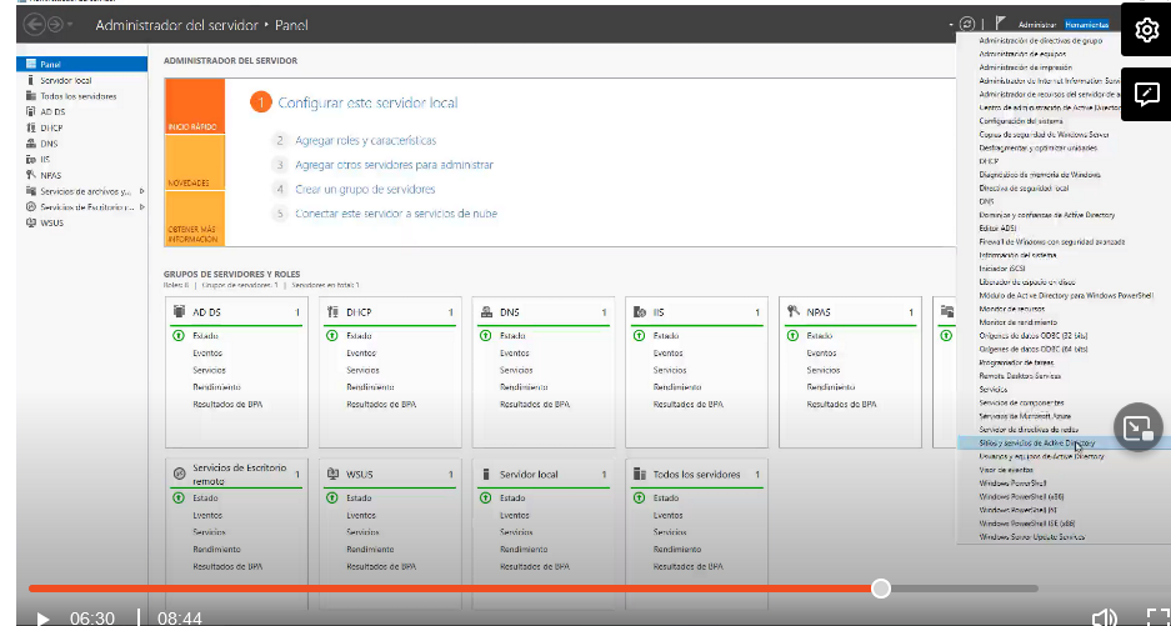 Administrador del servidor • Panel
Administrar
Herramientas
Panel
Servidor local
Todos los servidores
AD DS
DHCP
DNS
IIS
NPAS
Servicios de archivos y...
Servicios de Escritorio r...
WSUS
ADMINISTRADOR DEL SERVIDOR
INICIO RÁPIDO
NOVEDADES
OBTENER MÁS
INFORMACIÓN
1 Configurar este servidor local
2 Agregar roles y características
3 Agregar otros servidores para administrar
4 Crear un grupo de servidores
5 Conectar este servidor a servicios de nube
GRUPOS DE SERVIDORES Y ROLES
Roles: 8 | Grupos de servidores: 1 | Servidores en total: 1
AD DS 1
Estado
Eventos
Servicios
Rendimiento
Resultados de BPA
DHCP 1
Estado
Eventos
Servicios
Rendimiento
Resultados de BPA
DNS 1
Estado
Eventos
Servicios
Rendimiento
Resultados de BPA
IIS 1
Estado
Eventos
Servicios
Rendimiento
Resultados de BPA
NPAS 1
Estado
Eventos
Servicios
Rendimiento
Resultados de BPA
Servicios de Escritorio
remoto 1
Estado
Eventos
Servicios
Rendimiento
Resultados de BPA
WSUS 1
Estado
Eventos
Servicios
Rendimiento
Resultados de BPA
Servidor local 1
Estado
Eventos
Servicios
Rendimiento
Resultados de BPA
Todos los servidores 1
Estado
Eventos
Servicios
Rendimiento
Resultados de BPA
Administración de directivas de grupo
Administración de equipos
Administración de impresión
Administrador de Internet Information Servi
Administrador de recursos del servidor de a
Centro de administración de Active Director
Configuración del sistema
Copias de seguridad de Windows Server
Desfragmentar y optimizar unidades
DHCP
Diagnóstico de memoria de Windows
Directiva de seguridad local
DNS
Dominios y confianzas de Active Directory
Editor ADSI
Firewall de Windows con seguridad avanzada
Información del sistema
Iniciador iSCSI
Liberador de espacio en disco
Módulo de Active Directory para Windows PowerShell
Monitor de recursos
Monitor de rendimiento
Orígenes de datos ODBC (32 bits)
Orígenes de datos ODBC (64 bits)
Programador de tareas
Remote Desktop Services
Servicios
Servicios de componentes
Servicios de Microsoft Azure
Servidor de directivas de redes
Sitios y servicios de Active Directory
Usuarios y equipos de Active Directory
Visor de eventos
Windows PowerShell
Windows PowerShell (x86)
Windows PowerShell ISE
Windows PowerShell ISE (x86)
Windows Server Update Services
06:30 | 08:44